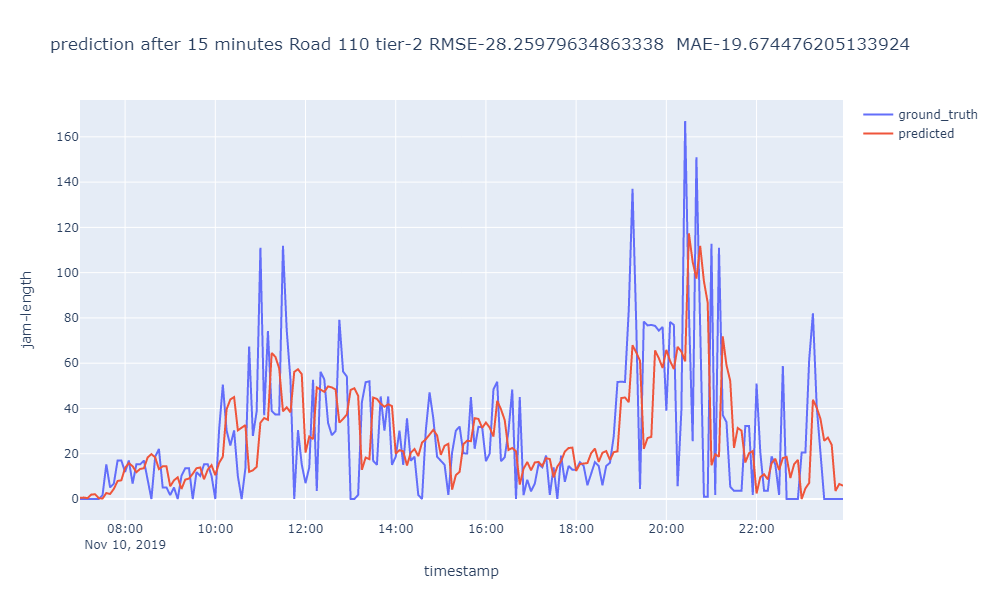 prediction after 15 minutes Road 110 tier-2 RMSE-28.25979634863338  MAE-19.674476205133924
ground_truth
predicted
jam-length
160
140
120
100
80
60
40
20
0
08:00 10:00 12:00 14:00 16:00 18:00 20:00 22:00
Nov 10, 2019
timestamp